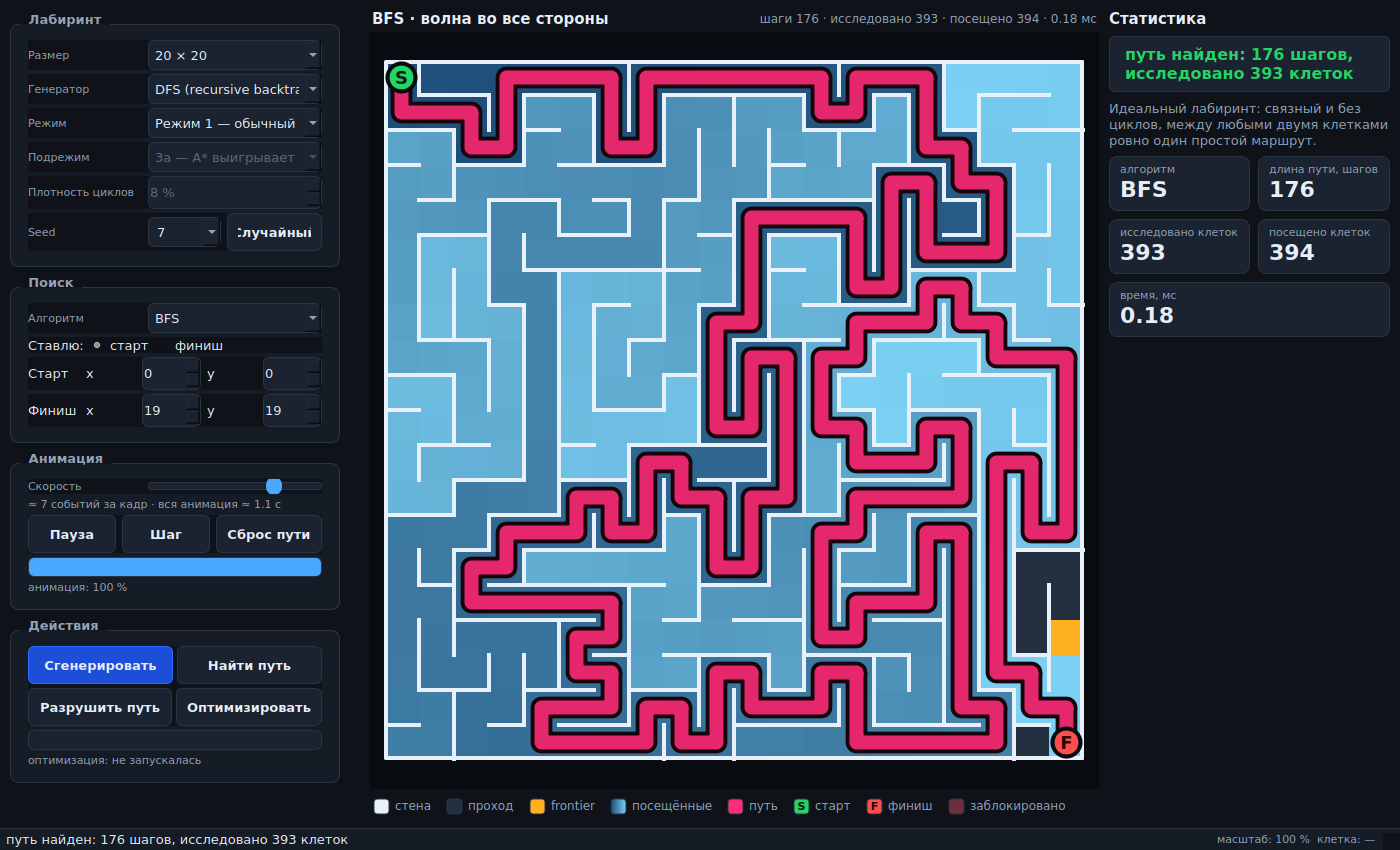 Лабиринт
Размер
20 × 20
Генератор
DFS (recursive backtra
Режим
Режим 1 — обычный
Подрежим
3a — A* выигрывает
Плотность циклов
8 %
Seed
7
Случайный
Поиск
Алгоритм
BFS
Ставлю: старт финиш
Старт x 0 y 0
Финиш x 19 y 19
Анимация
Скорость
≈ 7 событий за кадр · вся анимация ≈ 1.1 с
Пауза
Шаг
Сброс пути
анимация: 100 %
Действия
Сгенерировать
Найти путь
Разрушить путь
Оптимизировать
оптимизация: не запускалась
BFS · волна во все стороны
шаги 176 · исследовано 393 · посещено 394 · 0.18 мс
S
F
стена
проход
frontier
посещённые
путь
S старт
F финиш
заблокировано
Статистика
путь найден: 176 шагов,
исследовано 393 клеток
Идеальный лабиринт: связный и без
циклов, между любыми двумя клетками
ровно один простой маршрут.
алгоритм
BFS
длина пути, шагов
176
исследовано клеток
393
посещено клеток
394
время, мс
0.18
путь найден: 176 шагов, исследовано 393 клеток
масштаб: 100 % клетка: —